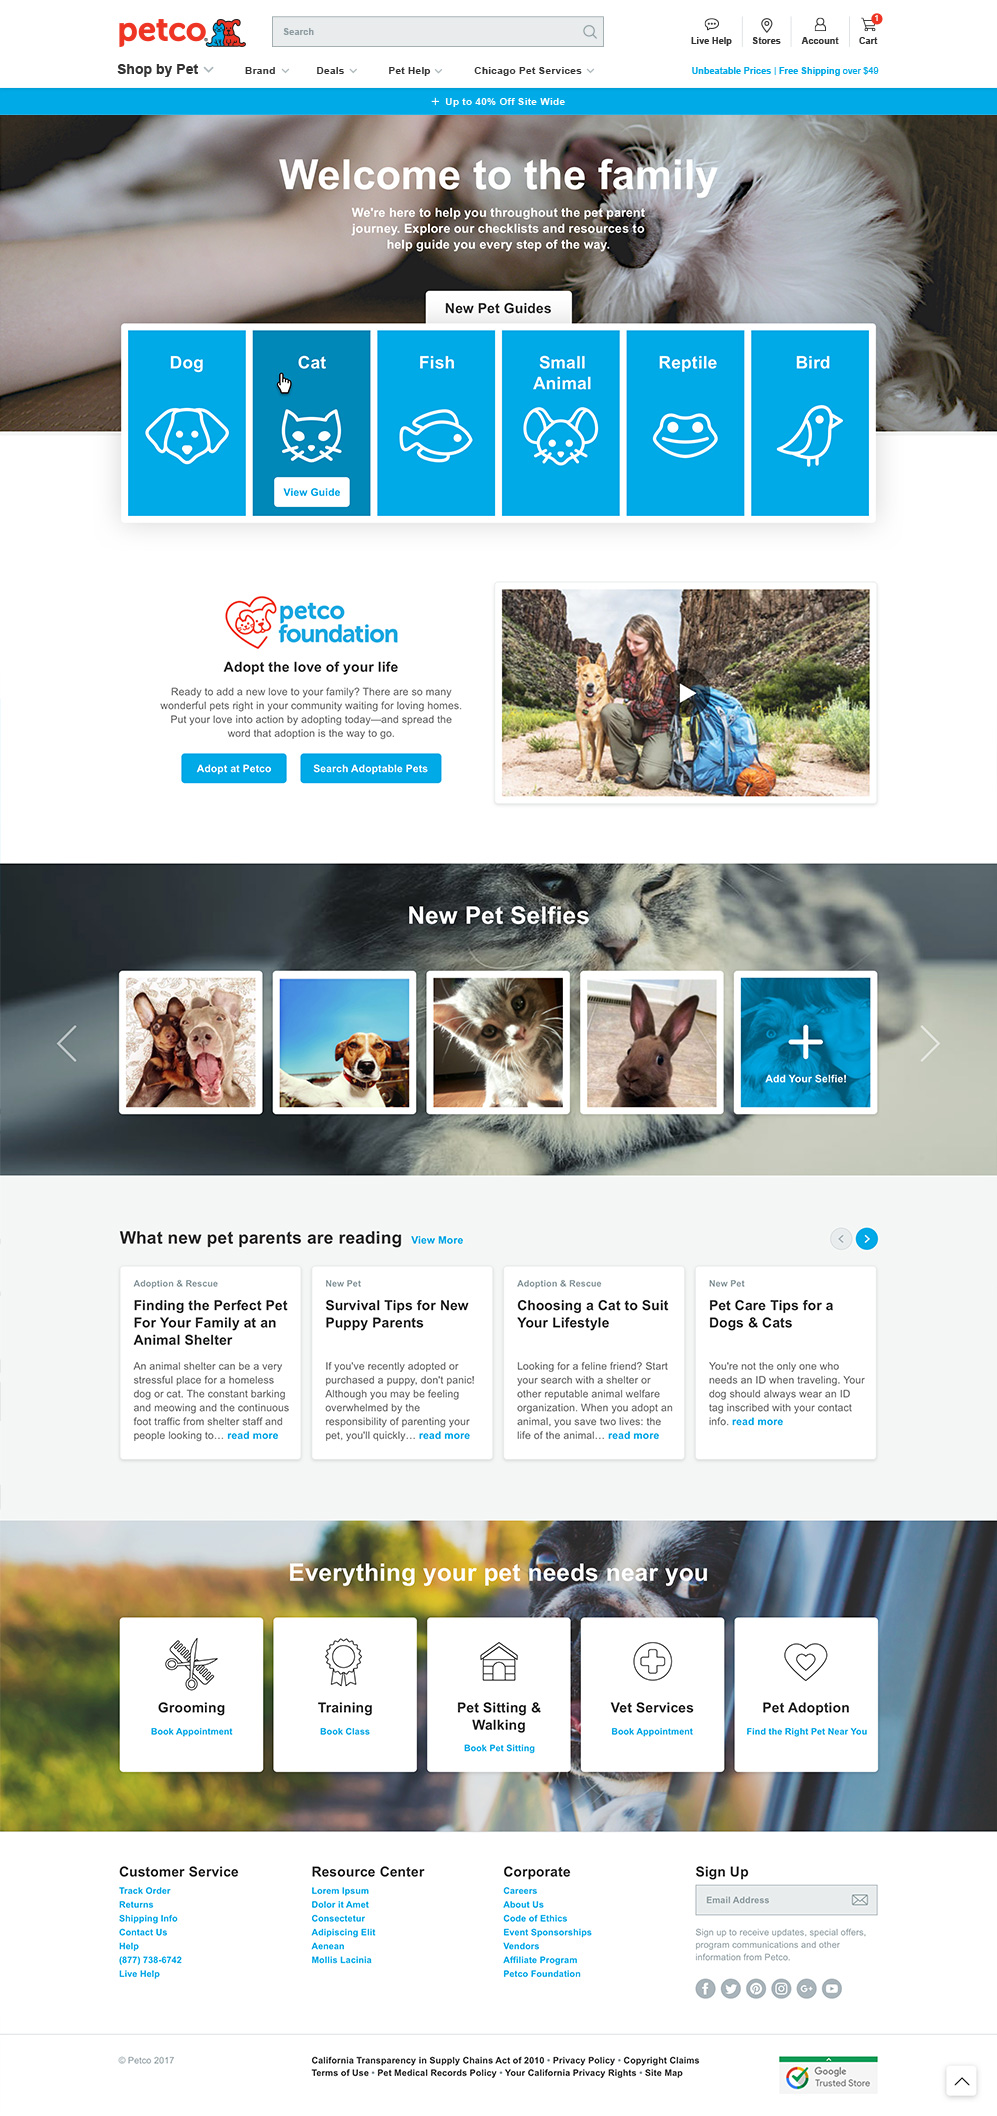 petco
Search
Live Help
Stores
Account
1
Cart
Shop by Pet
Brand
Deals
Pet Help
Chicago Pet Services
Unbeatable Prices | Free Shipping over $49
+ Up to 40% Off Site Wide
Welcome to the family
We're here to help you throughout the pet parent
journey. Explore our checklists and resources to
help guide you every step of the way.
New Pet Guides
Dog
Cat
View Guide
Fish
Small
Animal
Reptile
Bird
petco
foundation
Adopt the love of your life
Ready to add a new love to your family? There are so many
wonderful pets right in your community waiting for loving homes.
Put your love into action by adopting today—and spread the
word that adoption is the way to go.
Adopt at Petco
Search Adoptable Pets
New Pet Selfies
Add Your Selfie!
What new pet parents are reading View More
Adoption & Rescue
Finding the Perfect Pet
For Your Family at an
Animal Shelter
An animal shelter can be a very
stressful place for a homeless
dog or cat. The constant barking
and meowing and the continuous
foot traffic from shelter staff and
people looking to... read more
New Pet
Survival Tips for New
Puppy Parents
If you've recently adopted or
purchased a puppy, don't panic!
Although you may be feeling
overwhelmed by the
responsibility of parenting your
pet, you'll quickly... read more
Adoption & Rescue
Choosing a Cat to Suit
Your Lifestyle
Looking for a feline friend? Start
your search with a shelter or
other reputable animal welfare
organization. When you adopt an
animal, you save two lives: the
life of the animal... read more
New Pet
Pet Care Tips for a
Dogs & Cats
You're not the only one who
needs an ID when traveling. Your
dog should always wear an ID
tag inscribed with your contact
info. read more
Everything your pet needs near you
Grooming
Book Appointment
Training
Book Class
Pet Sitting &
Walking
Book Pet Sitting
Vet Services
Book Appointment
Pet Adoption
Find the Right Pet Near You
Customer Service
Track Order
Returns
Shipping Info
Contact Us
Help
(877) 738-6742
Live Help
Resource Center
Lorem Ipsum
Dolor it Amet
Consectetur
Adipiscing Elit
Aenean
Mollis Lacinia
Corporate
Careers
About Us
Code of Ethics
Event Sponsorships
Vendors
Affiliate Program
Petco Foundation
Sign Up
Email Address
Sign up to receive updates, special offers,
program communications and other
information from Petco.
© Petco 2017
California Transparency in Supply Chains Act of 2010 • Privacy Policy • Copyright Claims
Terms of Use • Pet Medical Records Policy • Your California Privacy Rights • Site Map
Google
Trusted Store